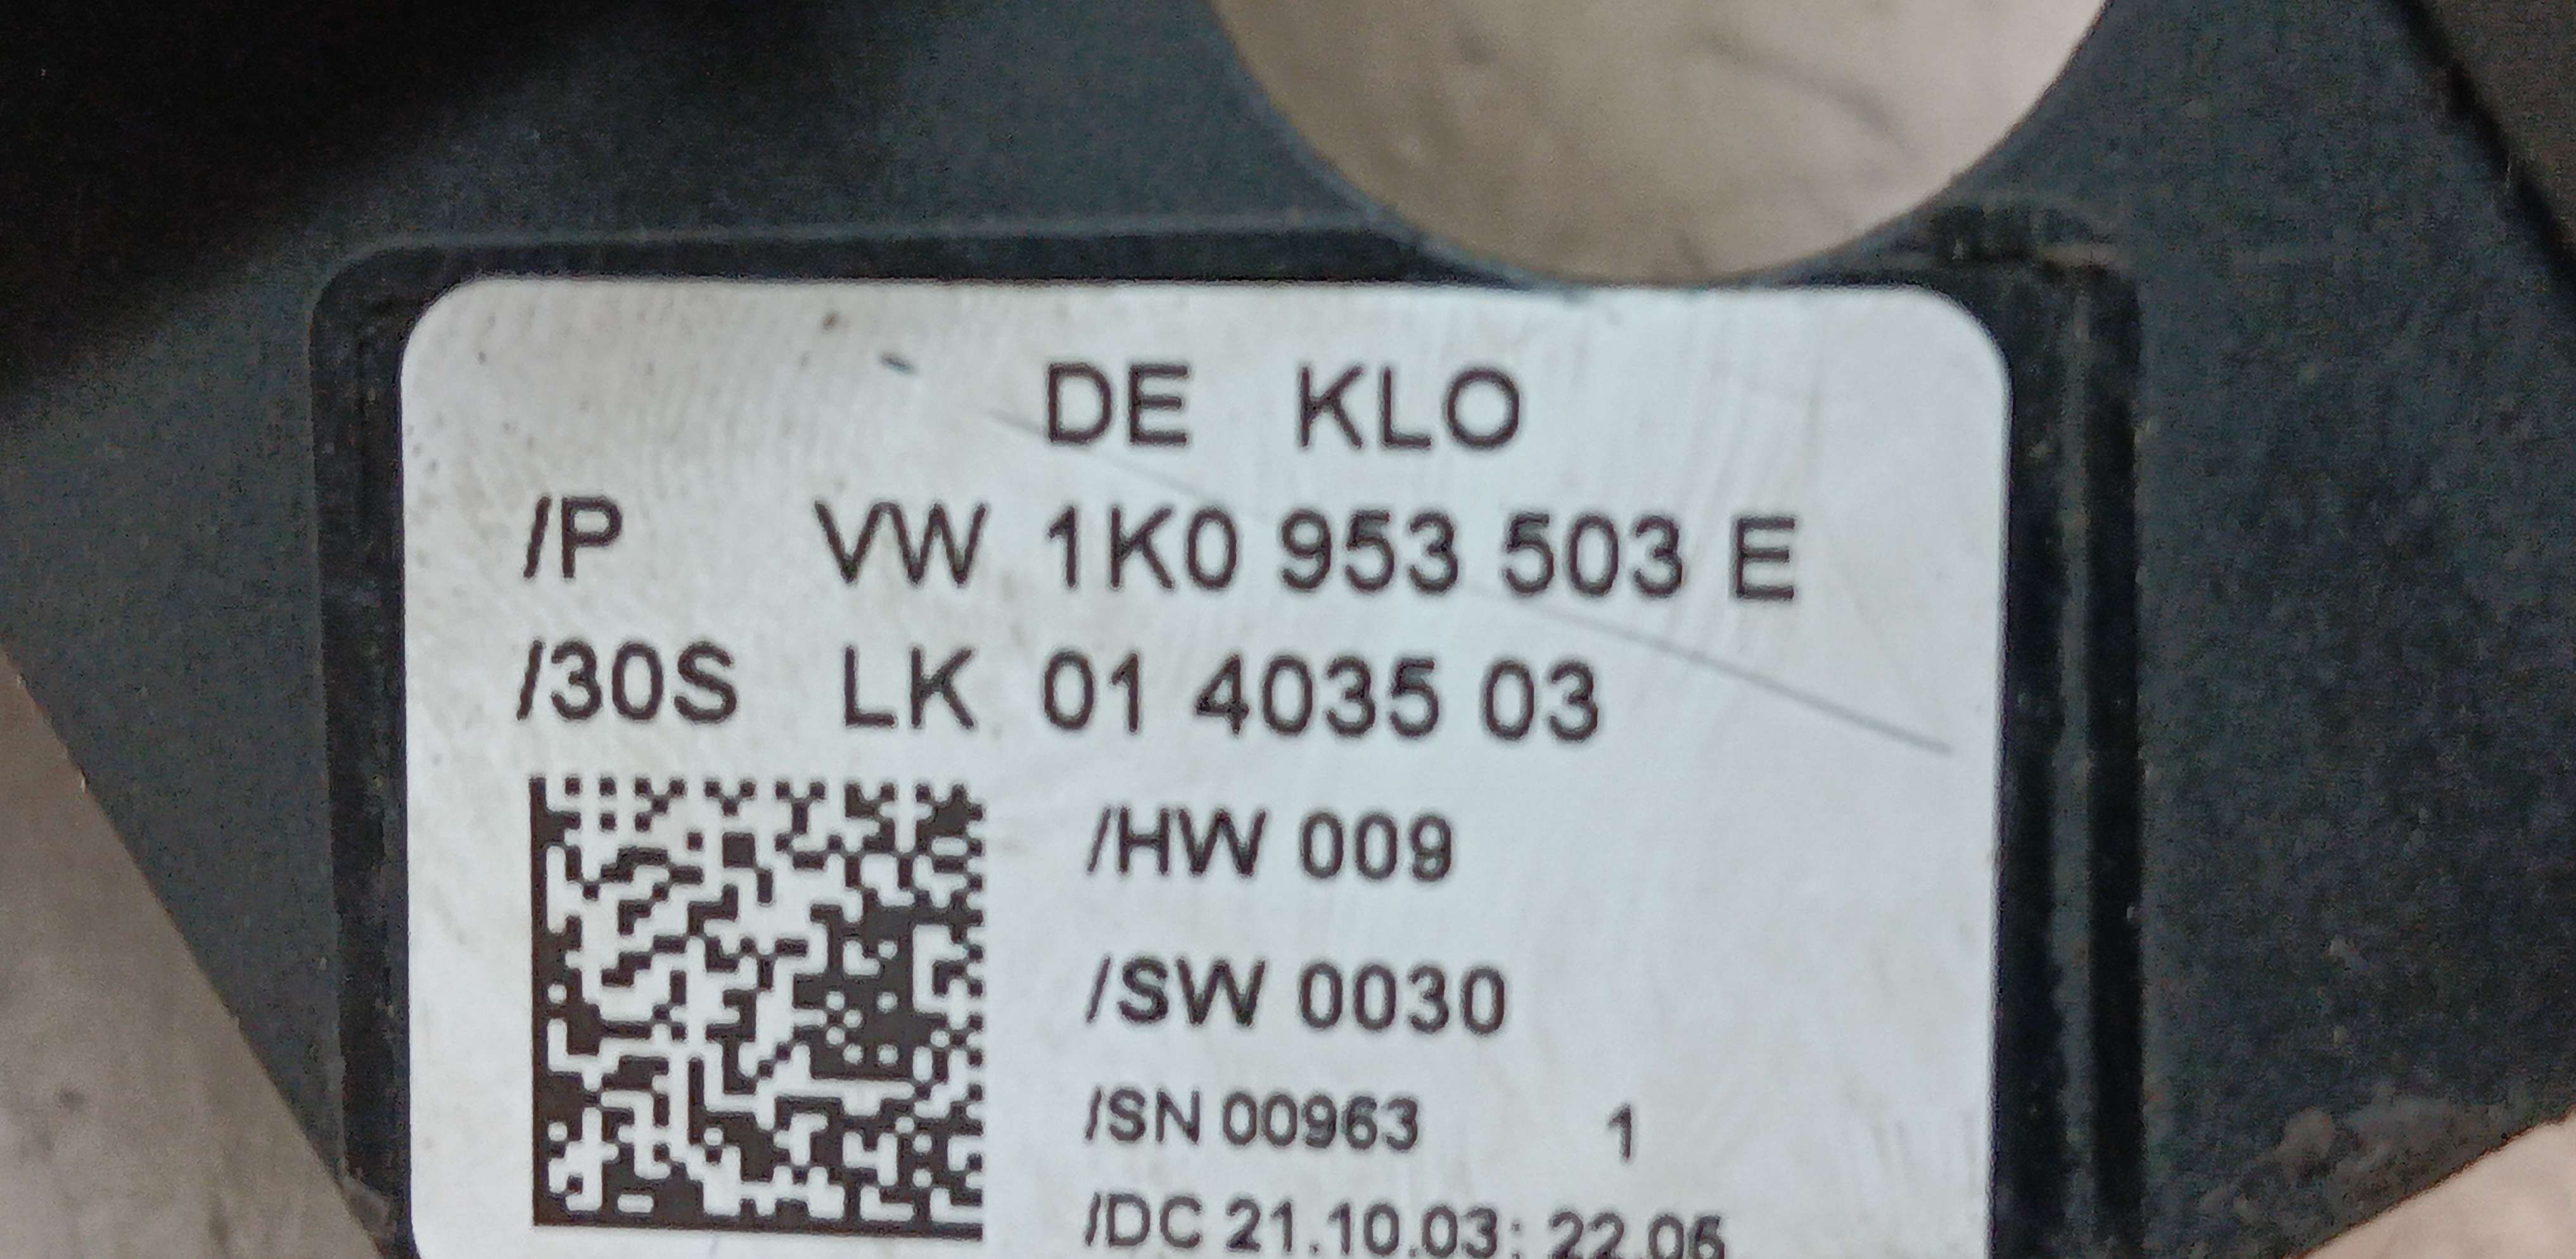 DE KLO
/P VW 1K0 953 503 E
/30S LK 01 4035 03
/HW 009
/SW 0030
/SN 00963 1
/DC 21.10.03; 22.06